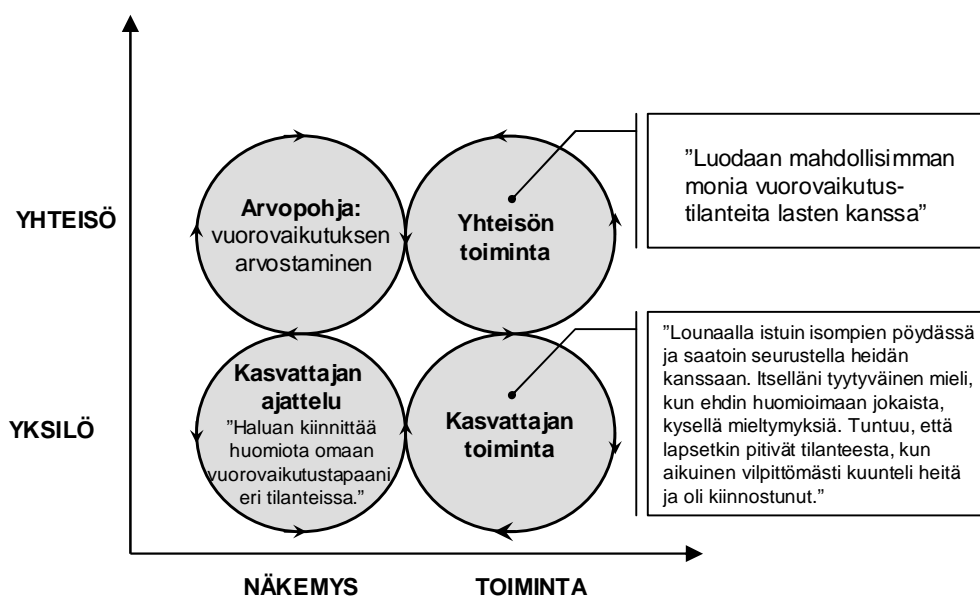 YHTEISÖ
Arvopohja:
vuorovaikutuksen
arvostaminen
Yhteisön
toiminta
”Luodaan mahdollisimman
monia vuorovaikutus-
tilanteita lasten kanssa”
YKSILÖ
Kasvattajan
ajattelu
”Haluan kiinnittää
huomiota omaan
vuorovaikutustapaani
eri tilanteissa.”
Kasvattajan
toiminta
”Lounaalla istuin isompien pöydässä
ja saatoin seurustella heidän
kanssaan. Itselläni tyytyväinen mieli,
kun ehdin huomioimaan jokaista,
kysellä mieltymyksiä. Tuntuu, että
lapsetkin pitivät tilanteesta, kun
aikuinen vilpittömästi kuunteli heitä
ja oli kiinnostunut.”
NÄKEMYS
TOIMINTA